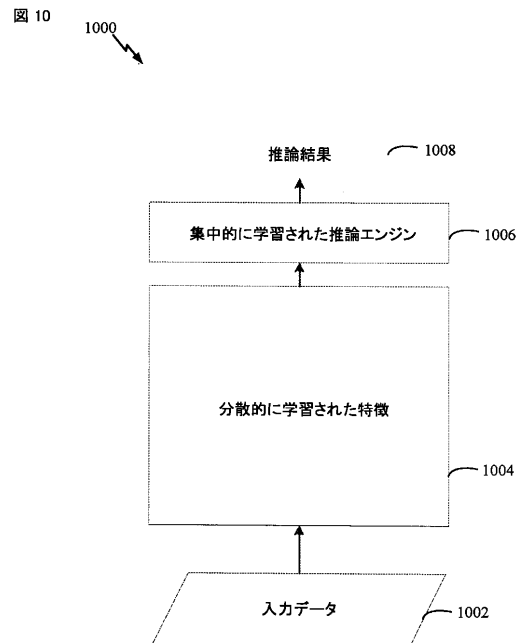 図 10
1000
推論結果
1008
集中的に学習された推論エンジン
1006
分散的に学習された特徴
1004
入力データ
1002